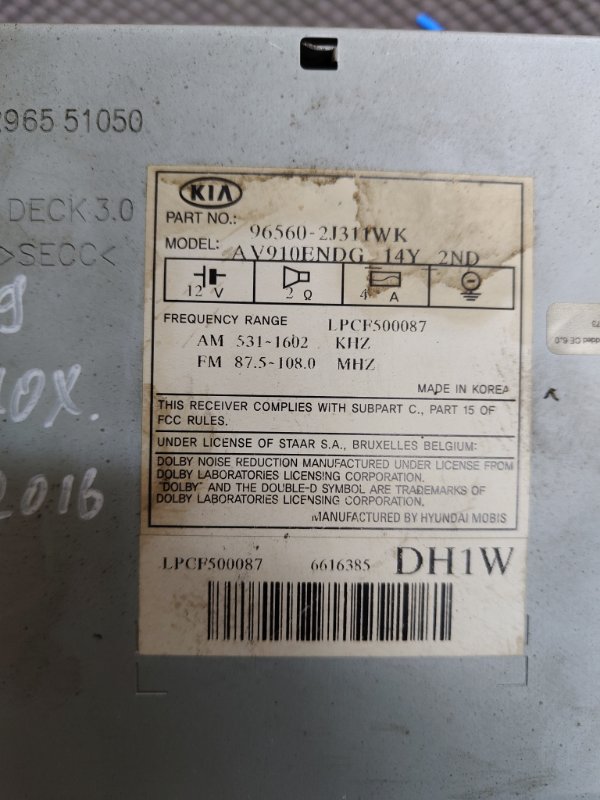 965 51050
DECK 3.0
>SECC<
2016
KIA
PART NO.: 96560-2J311WK
MODEL: AV910ENDG 14Y 2ND
12 V
2 Ω
A
FREQUENCY RANGE LPCF500087
AM 531~1602 KHZ
FM 87.5~108.0 MHZ
MADE IN KOREA
THIS RECEIVER COMPLIES WITH SUBPART C., PART 15 OF
FCC RULES.
UNDER LICENSE OF STAAR S.A., BRUXELLES BELGIUM:
DOLBY NOISE REDUCTION MANUFACTURED UNDER LICENSE FROM
DOLBY LABORATORIES LICENSING CORPORATION.
"DOLBY" AND THE DOUBLE-D SYMBOL ARE TRADEMARKS OF
DOLBY LABORATORIES LICENSING CORPORATION.
MANUFACTURED BY HYUNDAI MOBIS
LPCF500087 6616385 DH1W